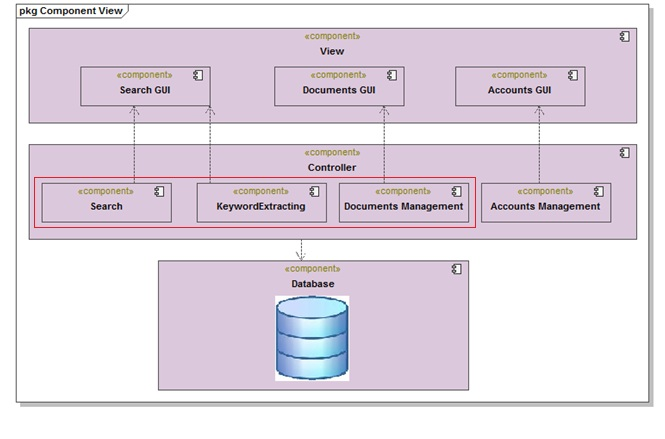 pkg Component View
«component»
View
«component»
Search GUI
«component»
Documents GUI
«component»
Accounts GUI
«component»
Controller
«component»
Search
«component»
KeywordExtracting
«component»
Documents Management
«component»
Accounts Management
«component»
Database